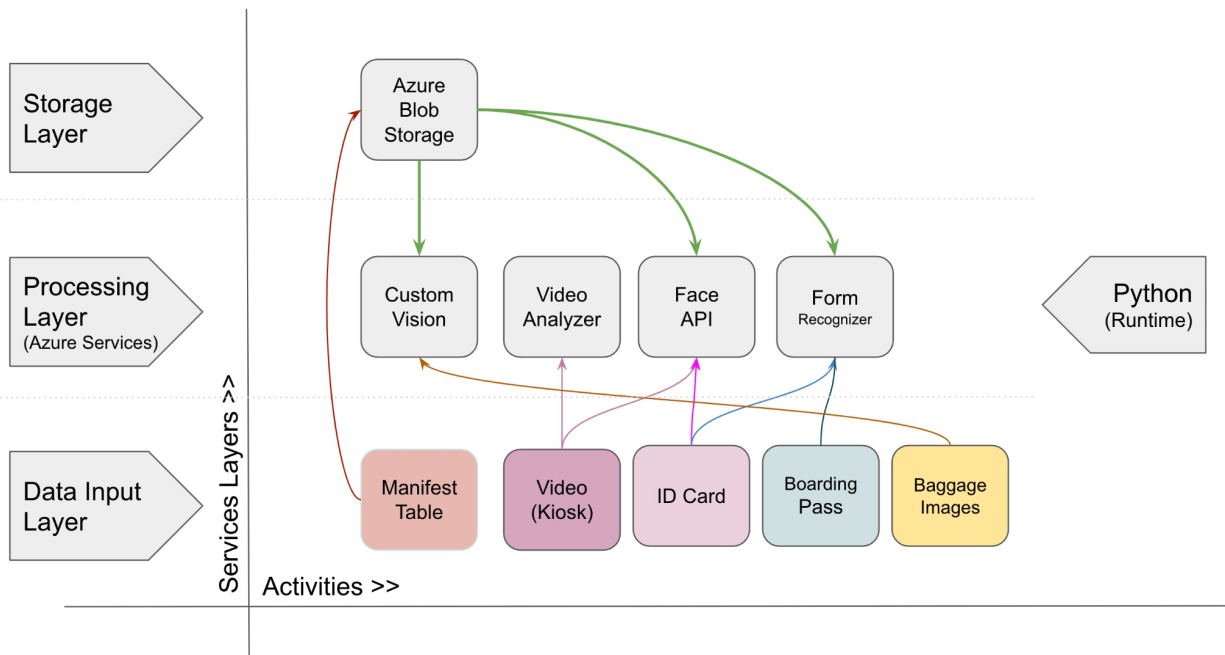 Storage
Layer
Azure
Blob
Storage
Processing
Layer
(Azure Services)
Custom
Vision
Video
Analyzer
Face
API
Form
Recognizer
Python
(Runtime)
Data Input
Layer
Services Layers >>
Manifest
Table
Video
(Kiosk)
ID Card
Boarding
Pass
Baggage
Images
Activities >>